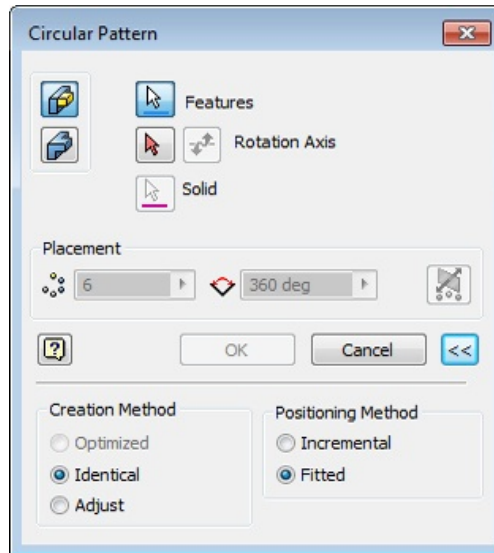 Circular Pattern
Features
Rotation Axis
Solid
Placement
6
360 deg
?
OK
Cancel
<<
Creation Method
Optimized
Identical
Adjust
Positioning Method
Incremental
Fitted